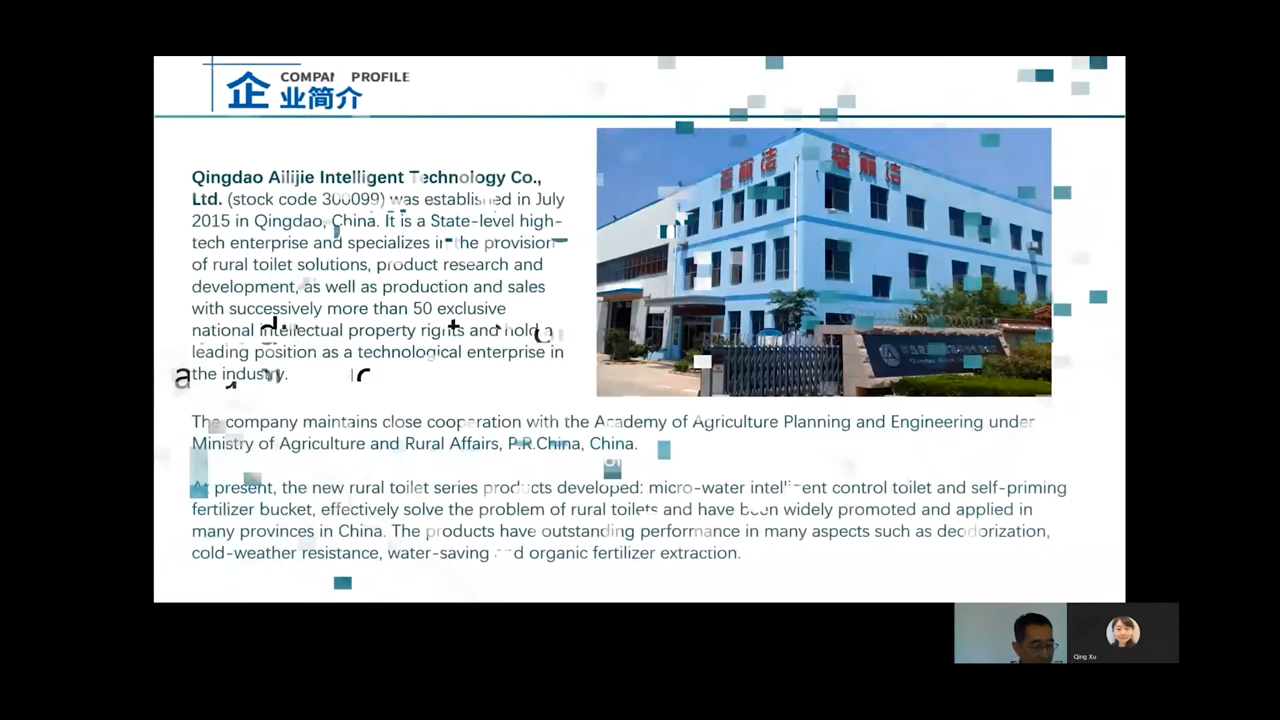 COMPANY PROFILE
企业简介
爱丽洁 爱丽洁
Qingdao Ailijie Intelligent Technology Co.,
Ltd. (stock code 300099) was established in July
2015 in Qingdao, China. It is a State-level high-
tech enterprise and specializes in the provision
of rural toilet solutions, product research and
development, as well as production and sales
with successively more than 50 exclusive
national intellectual property rights and hold a
leading position as a technological enterprise in
the industry.
The company maintains close cooperation with the Academy of Agriculture Planning and Engineering under
Ministry of Agriculture and Rural Affairs, P.R.China, China.
At present, the new rural toilet series products developed: micro-water intelligent control toilet and self-priming
fertilizer bucket, effectively solve the problem of rural toilets and have been widely promoted and applied in
many provinces in China. The products have outstanding performance in many aspects such as deodorization,
cold-weather resistance, water-saving and organic fertilizer extraction.
Qing Xu